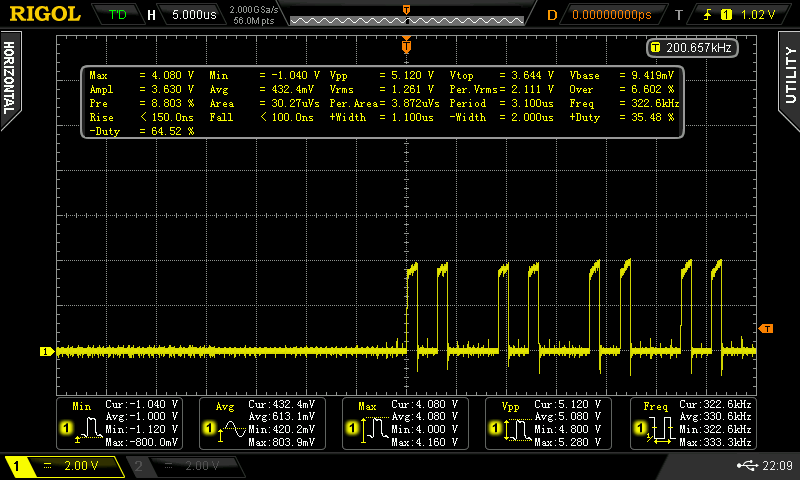 RIGOL T'D H 5.000us 2.000GSa/s 56.0M pts T D 0.00000000ps T 1 1.02 V
HORIZONTAL
UTILITY
T
T 200.657kHz
Max = 4.080 V Min = -1.040 V Vpp = 5.120 V Vtop = 3.644 V Vbase = 9.419mV
Ampl = 3.630 V Avg = 432.4mV Vrms = 1.261 V Per.Vrms= 2.111 V Over = 6.602 %
Pre = 8.803 % Area = 30.27uVs Per.Area= 3.872uVs Period = 3.100us Freq = 322.6kHz
Rise < 150.0ns Fall < 100.0ns +Width = 1.100us -Width = 2.000us +Duty = 35.48 %
-Duty = 64.52 %
T
1
Min Cur:-1.040 V
Avg:-1.000 V
1 Min:-1.120 V
Max:-800.0mV
Avg Cur:432.4mV
Avg:613.1mV
1 Min:420.2mV
Max:803.9mV
Max Cur:4.080 V
Avg:4.080 V
1 Min:4.000 V
Max:4.160 V
Vpp Cur:5.120 V
Avg:5.080 V
1 Min:4.800 V
Max:5.280 V
Freq Cur:322.6kHz
Avg:330.6kHz
1 Min:322.6kHz
Max:333.3kHz
1 2.00 V 2 2.00 V 22:09